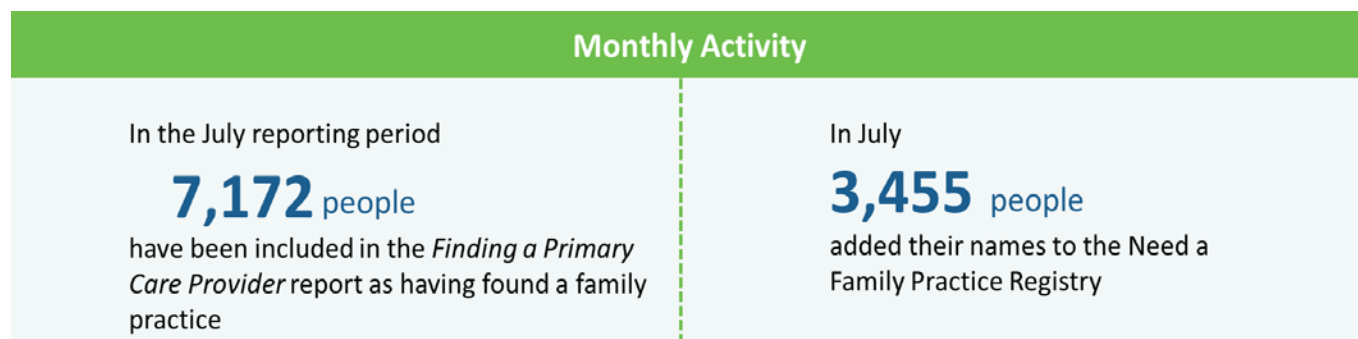 Monthly Activity
In the July reporting period
7,172 people
have been included in the Finding a Primary
Care Provider report as having found a family
practice
In July
3,455 people
added their names to the Need a
Family Practice Registry